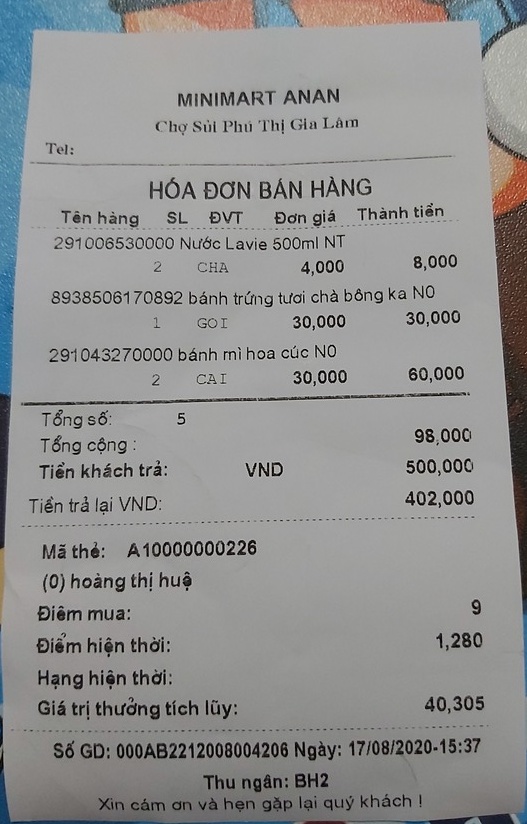 MINIMART ANAN
Chợ Sủi Phú Thị Gia Lâm
Tel:
HÓA ĐƠN BÁN HÀNG
Tên hàng SL ĐVT Đơn giá Thành tiền
291006530000 Nước Lavie 500ml NT
2 CHA 4,000 8,000
8938506170892 bánh trứng tươi chà bông ka N0
1 GOI 30,000 30,000
291043270000 bánh mì hoa cúc N0
2 CAI 30,000 60,000
Tổng số: 5
Tổng cộng : 98,000
Tiền khách trả: VND 500,000
Tiền trả lại VND: 402,000
Mã thẻ: A10000000226
(0) hoàng thị huệ
Điêm mua: 9
Điểm hiện thời: 1,280
Hạng hiện thời:
Giá trị thưởng tích lũy: 40,305
Số GD: 000AB2212008004206 Ngày: 17/08/2020-15:37
Thu ngân: BH2
Xin cám ơn và hẹn gặp lại quý khách !